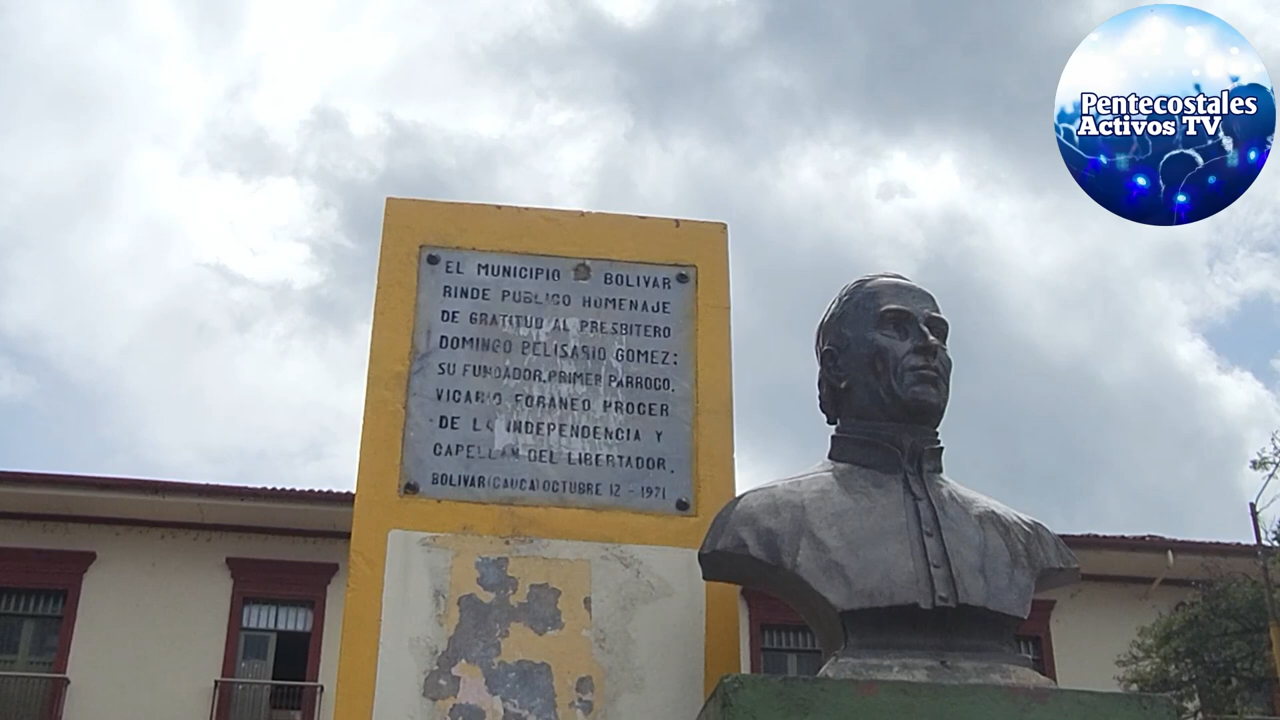 Pentecostales
Activos TV
EL MUNICIPIO BOLIVAR
RINDE PUBLICO HOMENAJE
DE GRATITUD AL PRESBITERO
DOMINGO BELISARIO GOMEZ:
SU FUNDADOR, PRIMER PARROCO,
VICARIO FORANEO PROCER
DE LA INDEPENDENCIA Y
CAPELLAN DEL LIBERTADOR.
BOLIVAR (CAUCA) OCTUBRE 12 - 1971